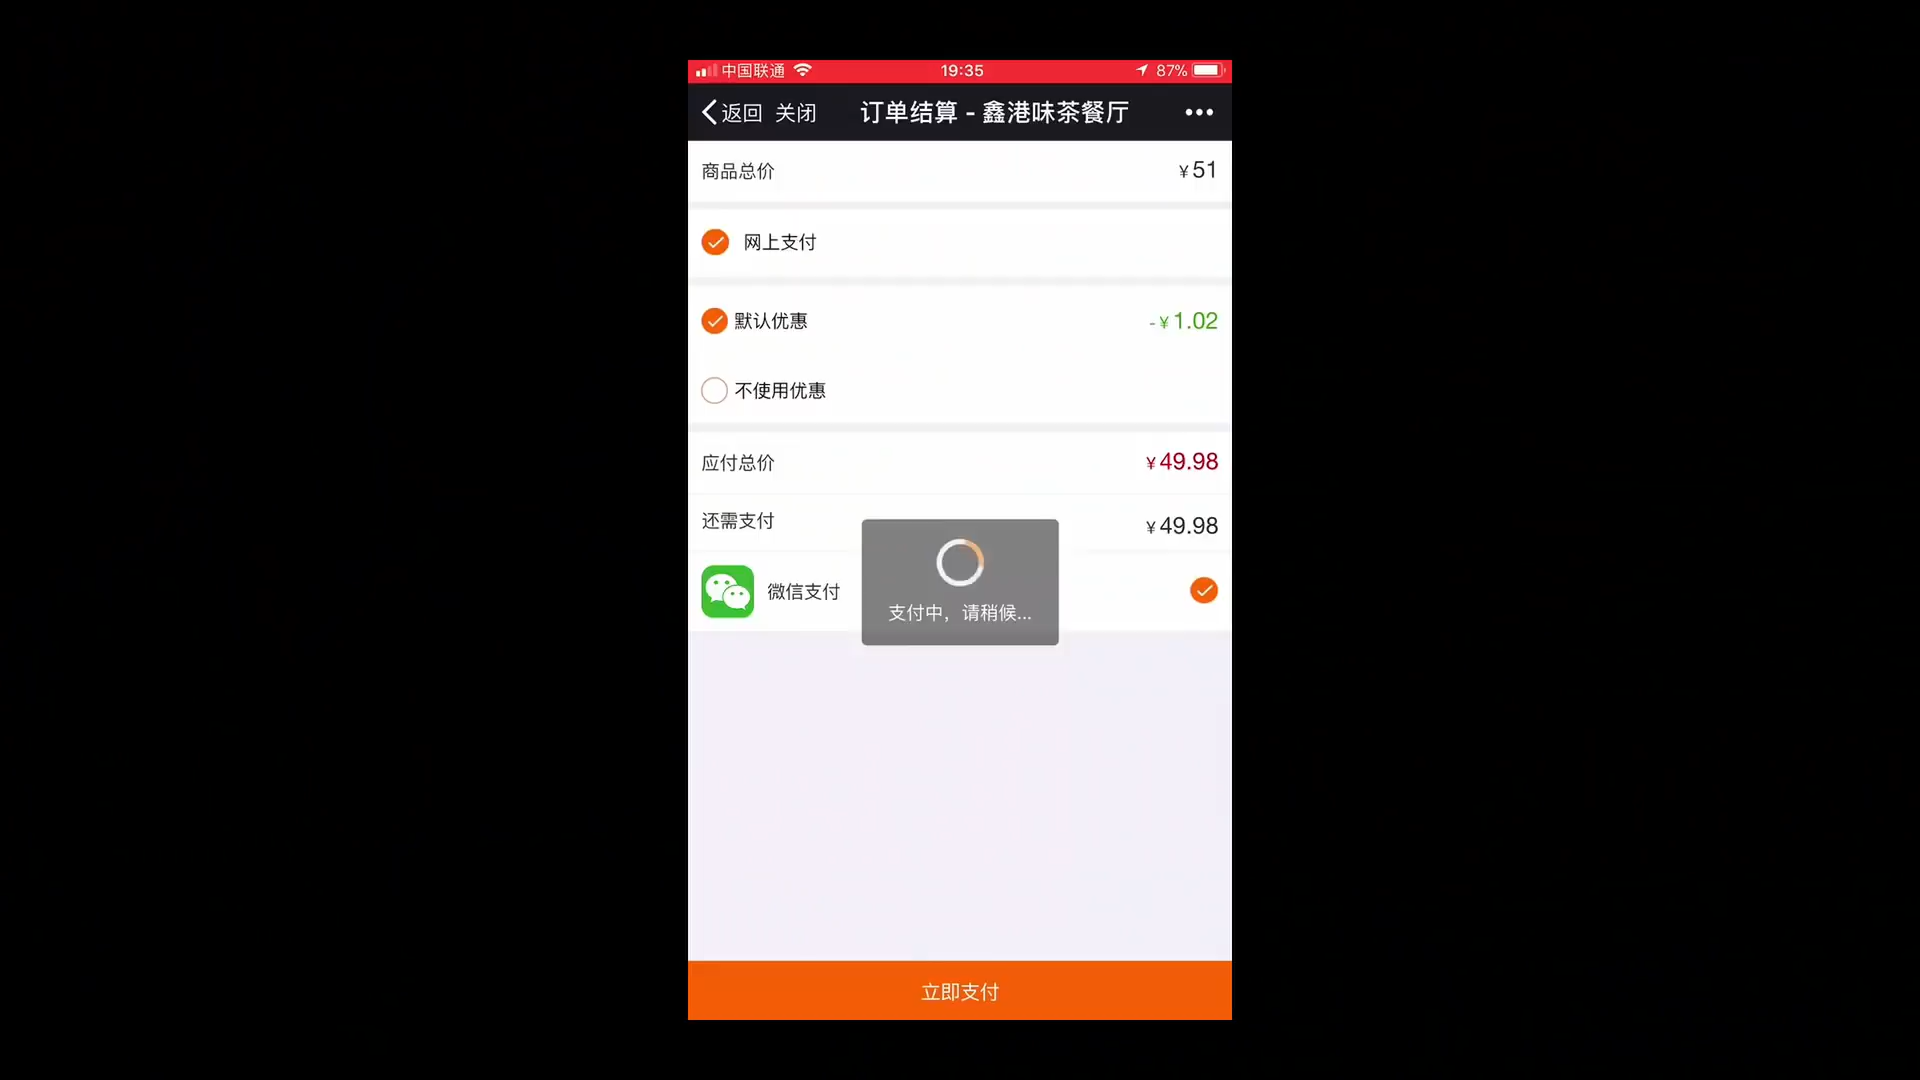 中国联通 19:35 87%
返回 关闭 订单结算 - 鑫港味茶餐厅 •••
商品总价 ¥51
网上支付
默认优惠 -¥1.02
不使用优惠
应付总价 ¥49.98
还需支付 ¥49.98
微信支付
支付中，请稍候...
立即支付